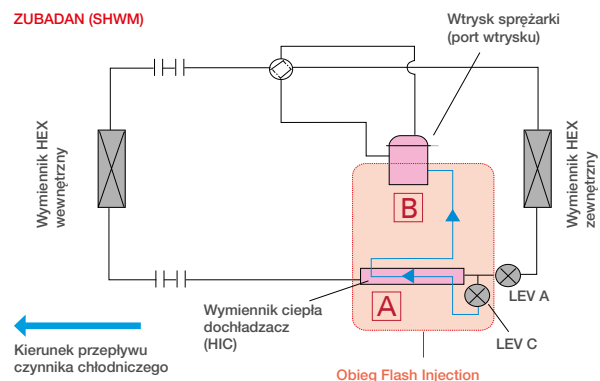 ZUBADAN (SHWM)
Wtrysk sprężarki
(port wtrysku)
Wymiennik HEX
wewnętrzny
Wymiennik HEX
zewnętrzny
B
A
LEV A
LEV C
Wymiennik ciepła
dochładzacz
(HIC)
Kierunek przepływu
czynnika chłodniczego
Obieg Flash Injection